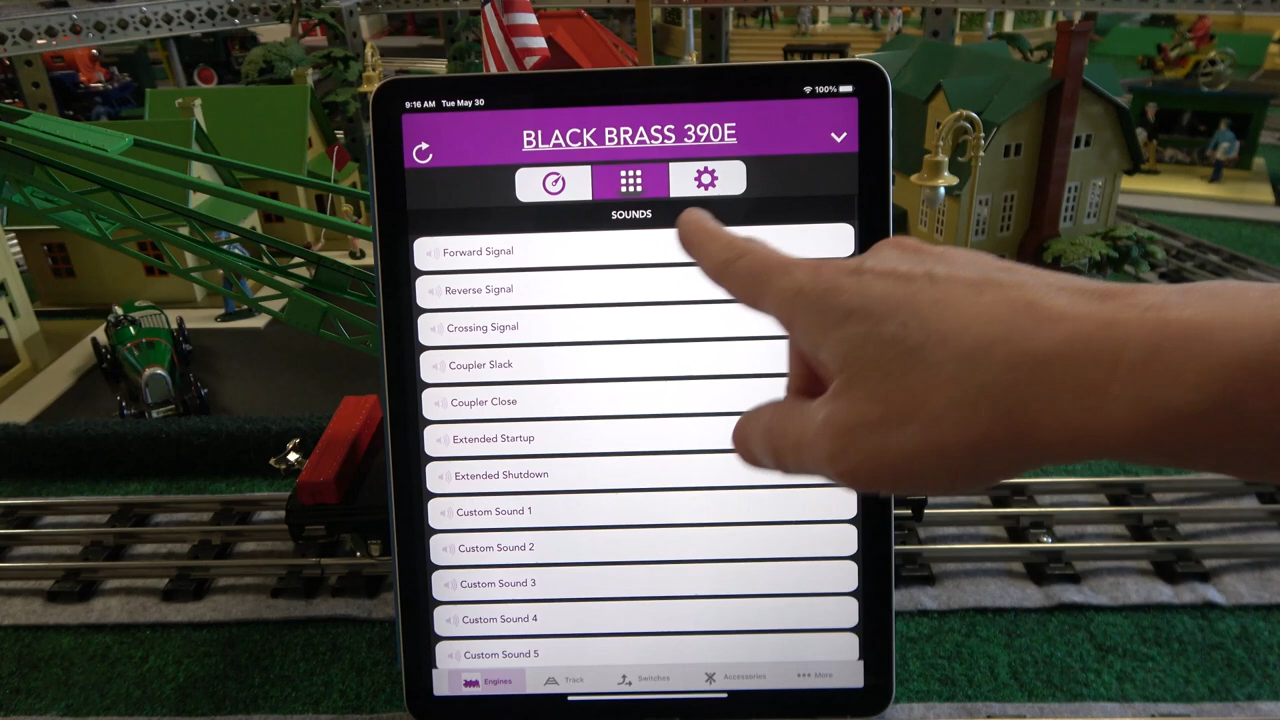 9:16 AM Tue May 30
100%
BLACK BRASS 390E
SOUNDS
Forward Signal
Reverse Signal
Crossing Signal
Coupler Slack
Coupler Close
Extended Startup
Extended Shutdown
Custom Sound 1
Custom Sound 2
Custom Sound 3
Custom Sound 4
Custom Sound 5
Engines Track Switches Accessories More